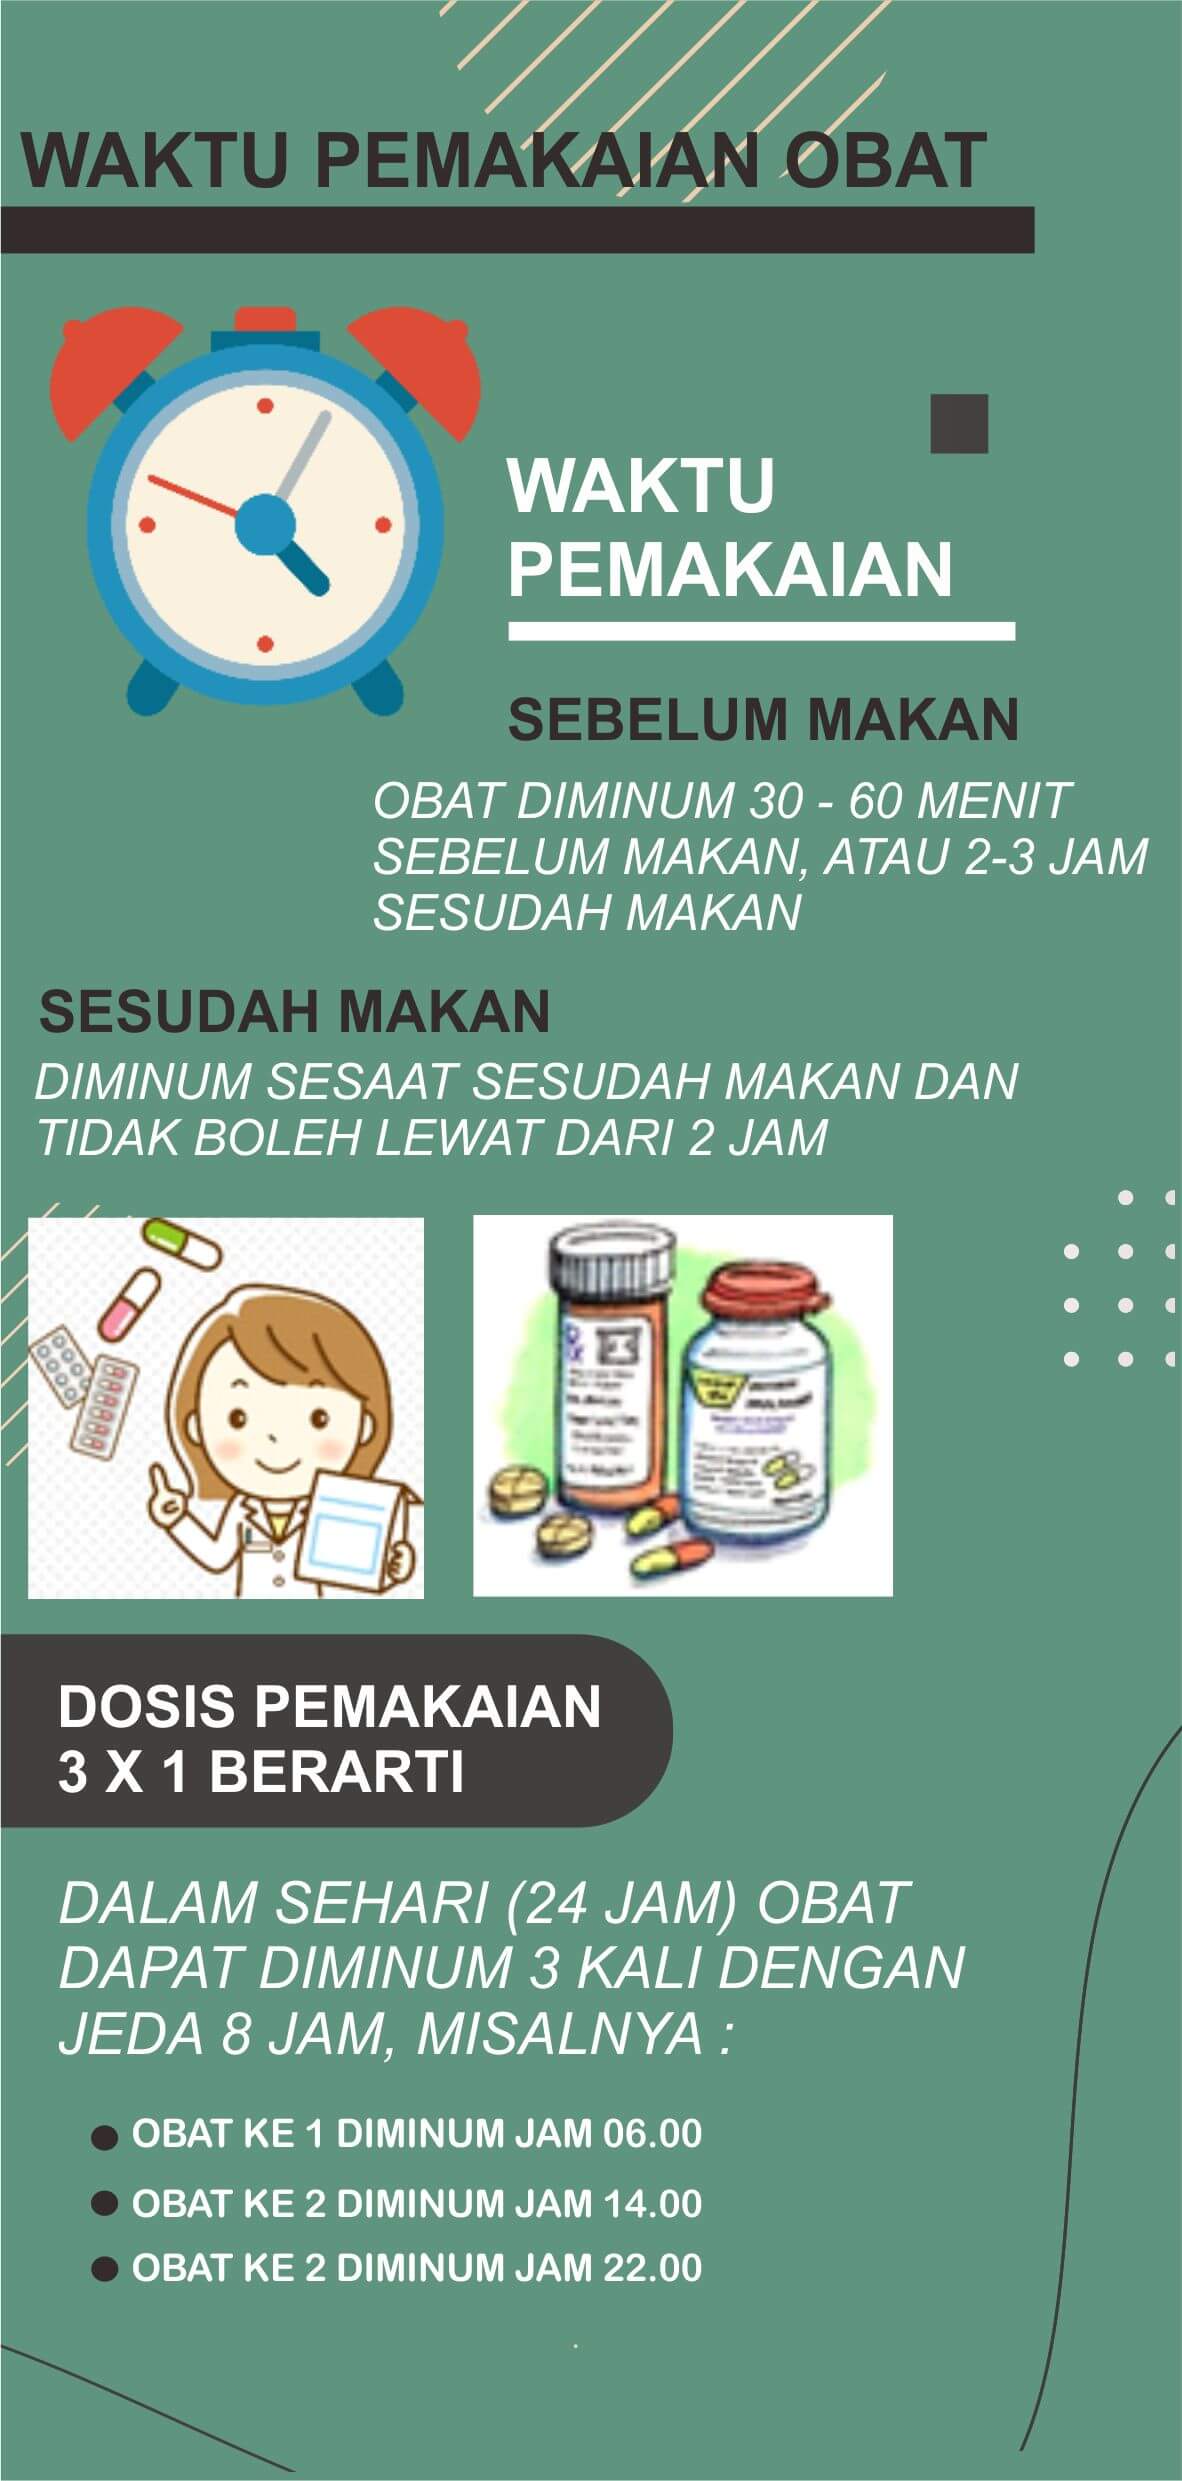 WAKTU PEMAKAIAN OBAT
WAKTU
PEMAKAIAN
SEBELUM MAKAN
OBAT DIMINUM 30 - 60 MENIT
SEBELUM MAKAN, ATAU 2-3 JAM
SESUDAH MAKAN
SESUDAH MAKAN
DIMINUM SESAAT SESUDAH MAKAN DAN
TIDAK BOLEH LEWAT DARI 2 JAM
DOSIS PEMAKAIAN
3 X 1 BERARTI
DALAM SEHARI (24 JAM) OBAT
DAPAT DIMINUM 3 KALI DENGAN
JEDA 8 JAM, MISALNYA :
OBAT KE 1 DIMINUM JAM 06.00
OBAT KE 2 DIMINUM JAM 14.00
OBAT KE 2 DIMINUM JAM 22.00